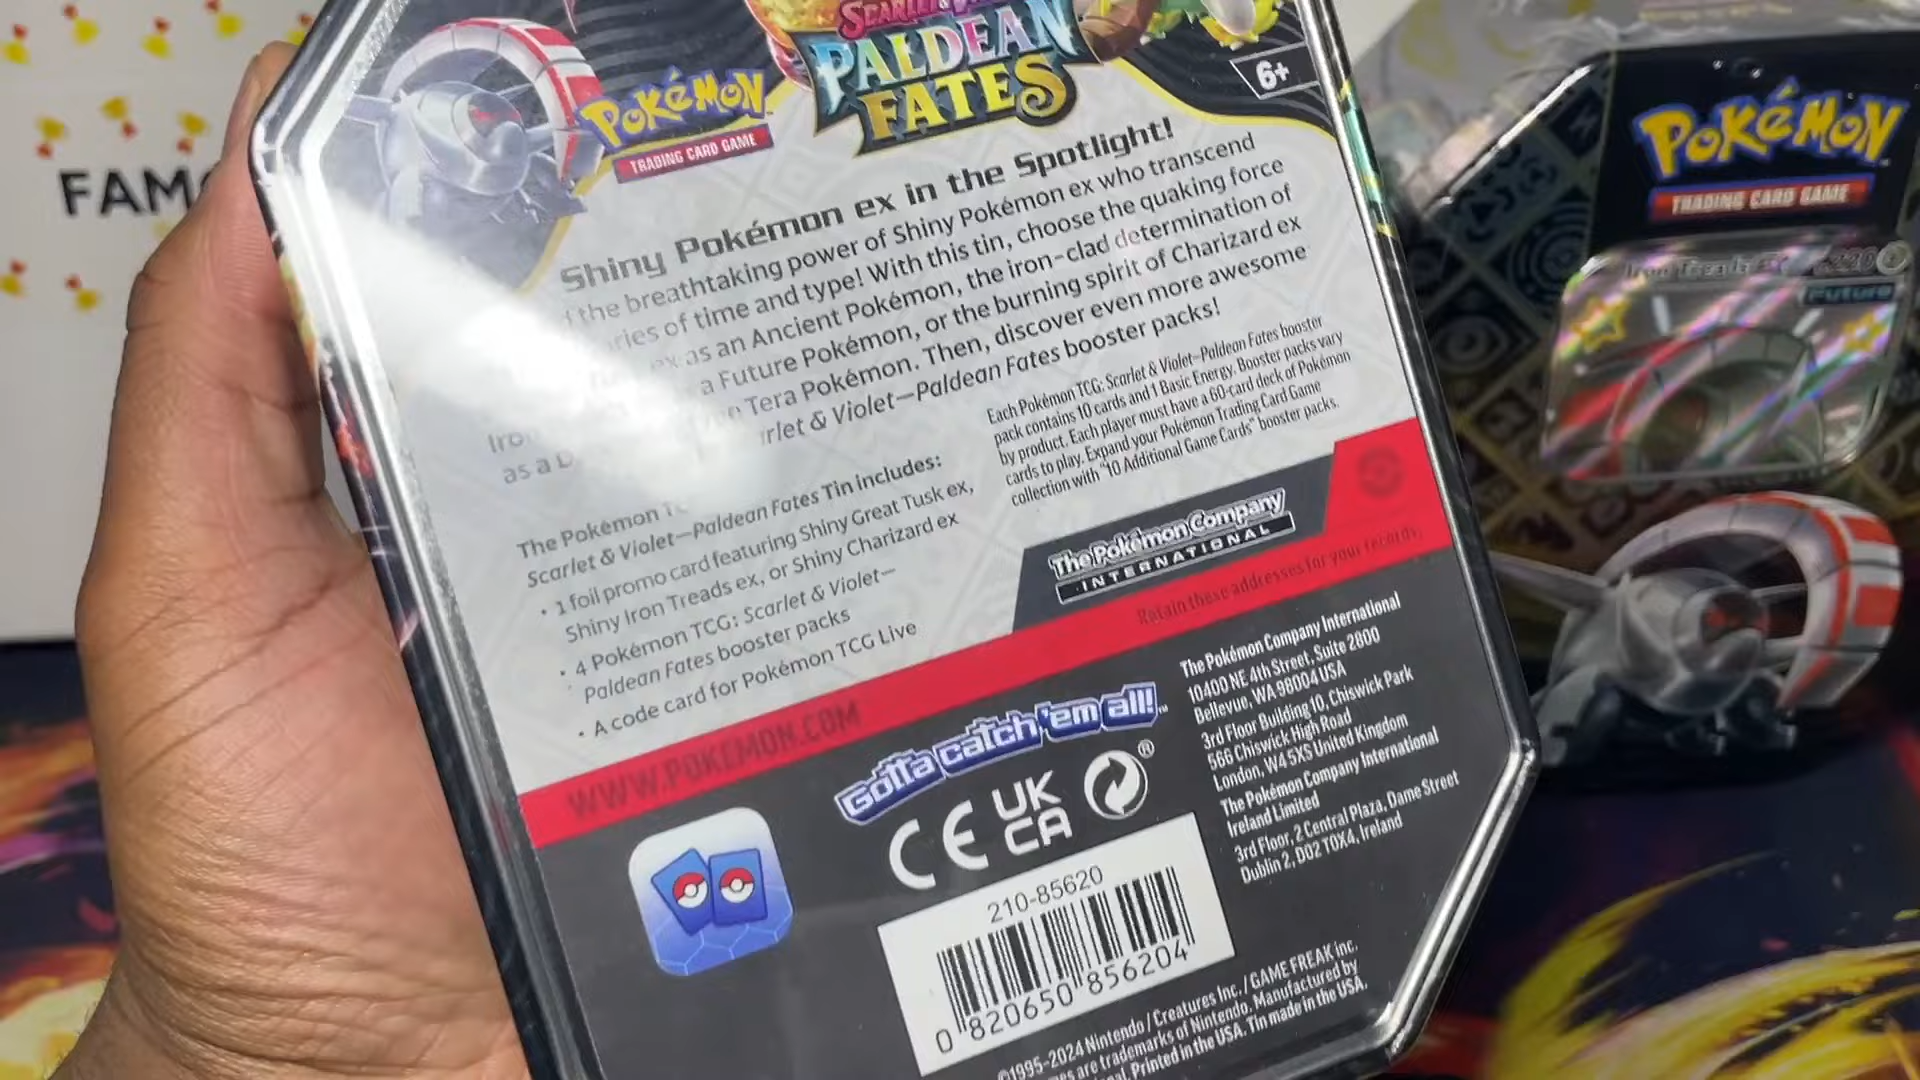 FAM
SCARLET & VIOLET
PALDEAN
FATES
6+
POKéMON
TRADING CARD GAME
Shiny Pokémon ex in the Spotlight!
the breathtaking power of Shiny Pokémon ex who transcend
of time and type! With this tin, choose the quaking force
as an Ancient Pokémon, the iron-clad determination of
Iro a Future Pokémon, or the burning spirit of Charizard ex
as a Tera Pokémon. Then, discover even more awesome
& Violet—Paldean Fates booster packs!
The Pokémon
Scarlet & Violet—Paldean Fates Tin includes:
• 1 foil promo card featuring Shiny Great Tusk ex,
Shiny Iron Treads ex, or Shiny Charizard ex
• 4 Pokémon TCG: Scarlet & Violet—
Paldean Fates booster packs
• A code card for Pokémon TCG Live
Each Pokémon TCG: Scarlet & Violet—Paldean Fates booster
pack contains 10 cards and 1 Basic Energy. Booster packs vary
by product. Each player must have a 60-card deck of Pokémon
cards to play. Expand your Pokémon Trading Card Game
collection with "10 Additional Game Cards" booster packs.
The Pokémon Company
INTERNATIONAL
Retain these addresses for your records.
WWW.POKEMON.COM
Gotta catch 'em all!™
CE UK
CA
®
The Pokémon Company International
10400 NE 4th Street, Suite 2800
Bellevue, WA 98004 USA
3rd Floor Building 10, Chiswick Park
566 Chiswick High Road
London, W4 5XS United Kingdom
The Pokémon Company International
Ireland Limited
3rd Floor, 2 Central Plaza, Dame Street
Dublin 2, D02 T0X4, Ireland
210-85620
0 820650 856204
©1995-2024 Nintendo / Creatures Inc. / GAME FREAK inc.
are trademarks of Nintendo. Manufactured by
Printed in the USA. Tin made in the USA.
POKéMON
TRADING CARD GAME
Iron Treads ex 220
Future